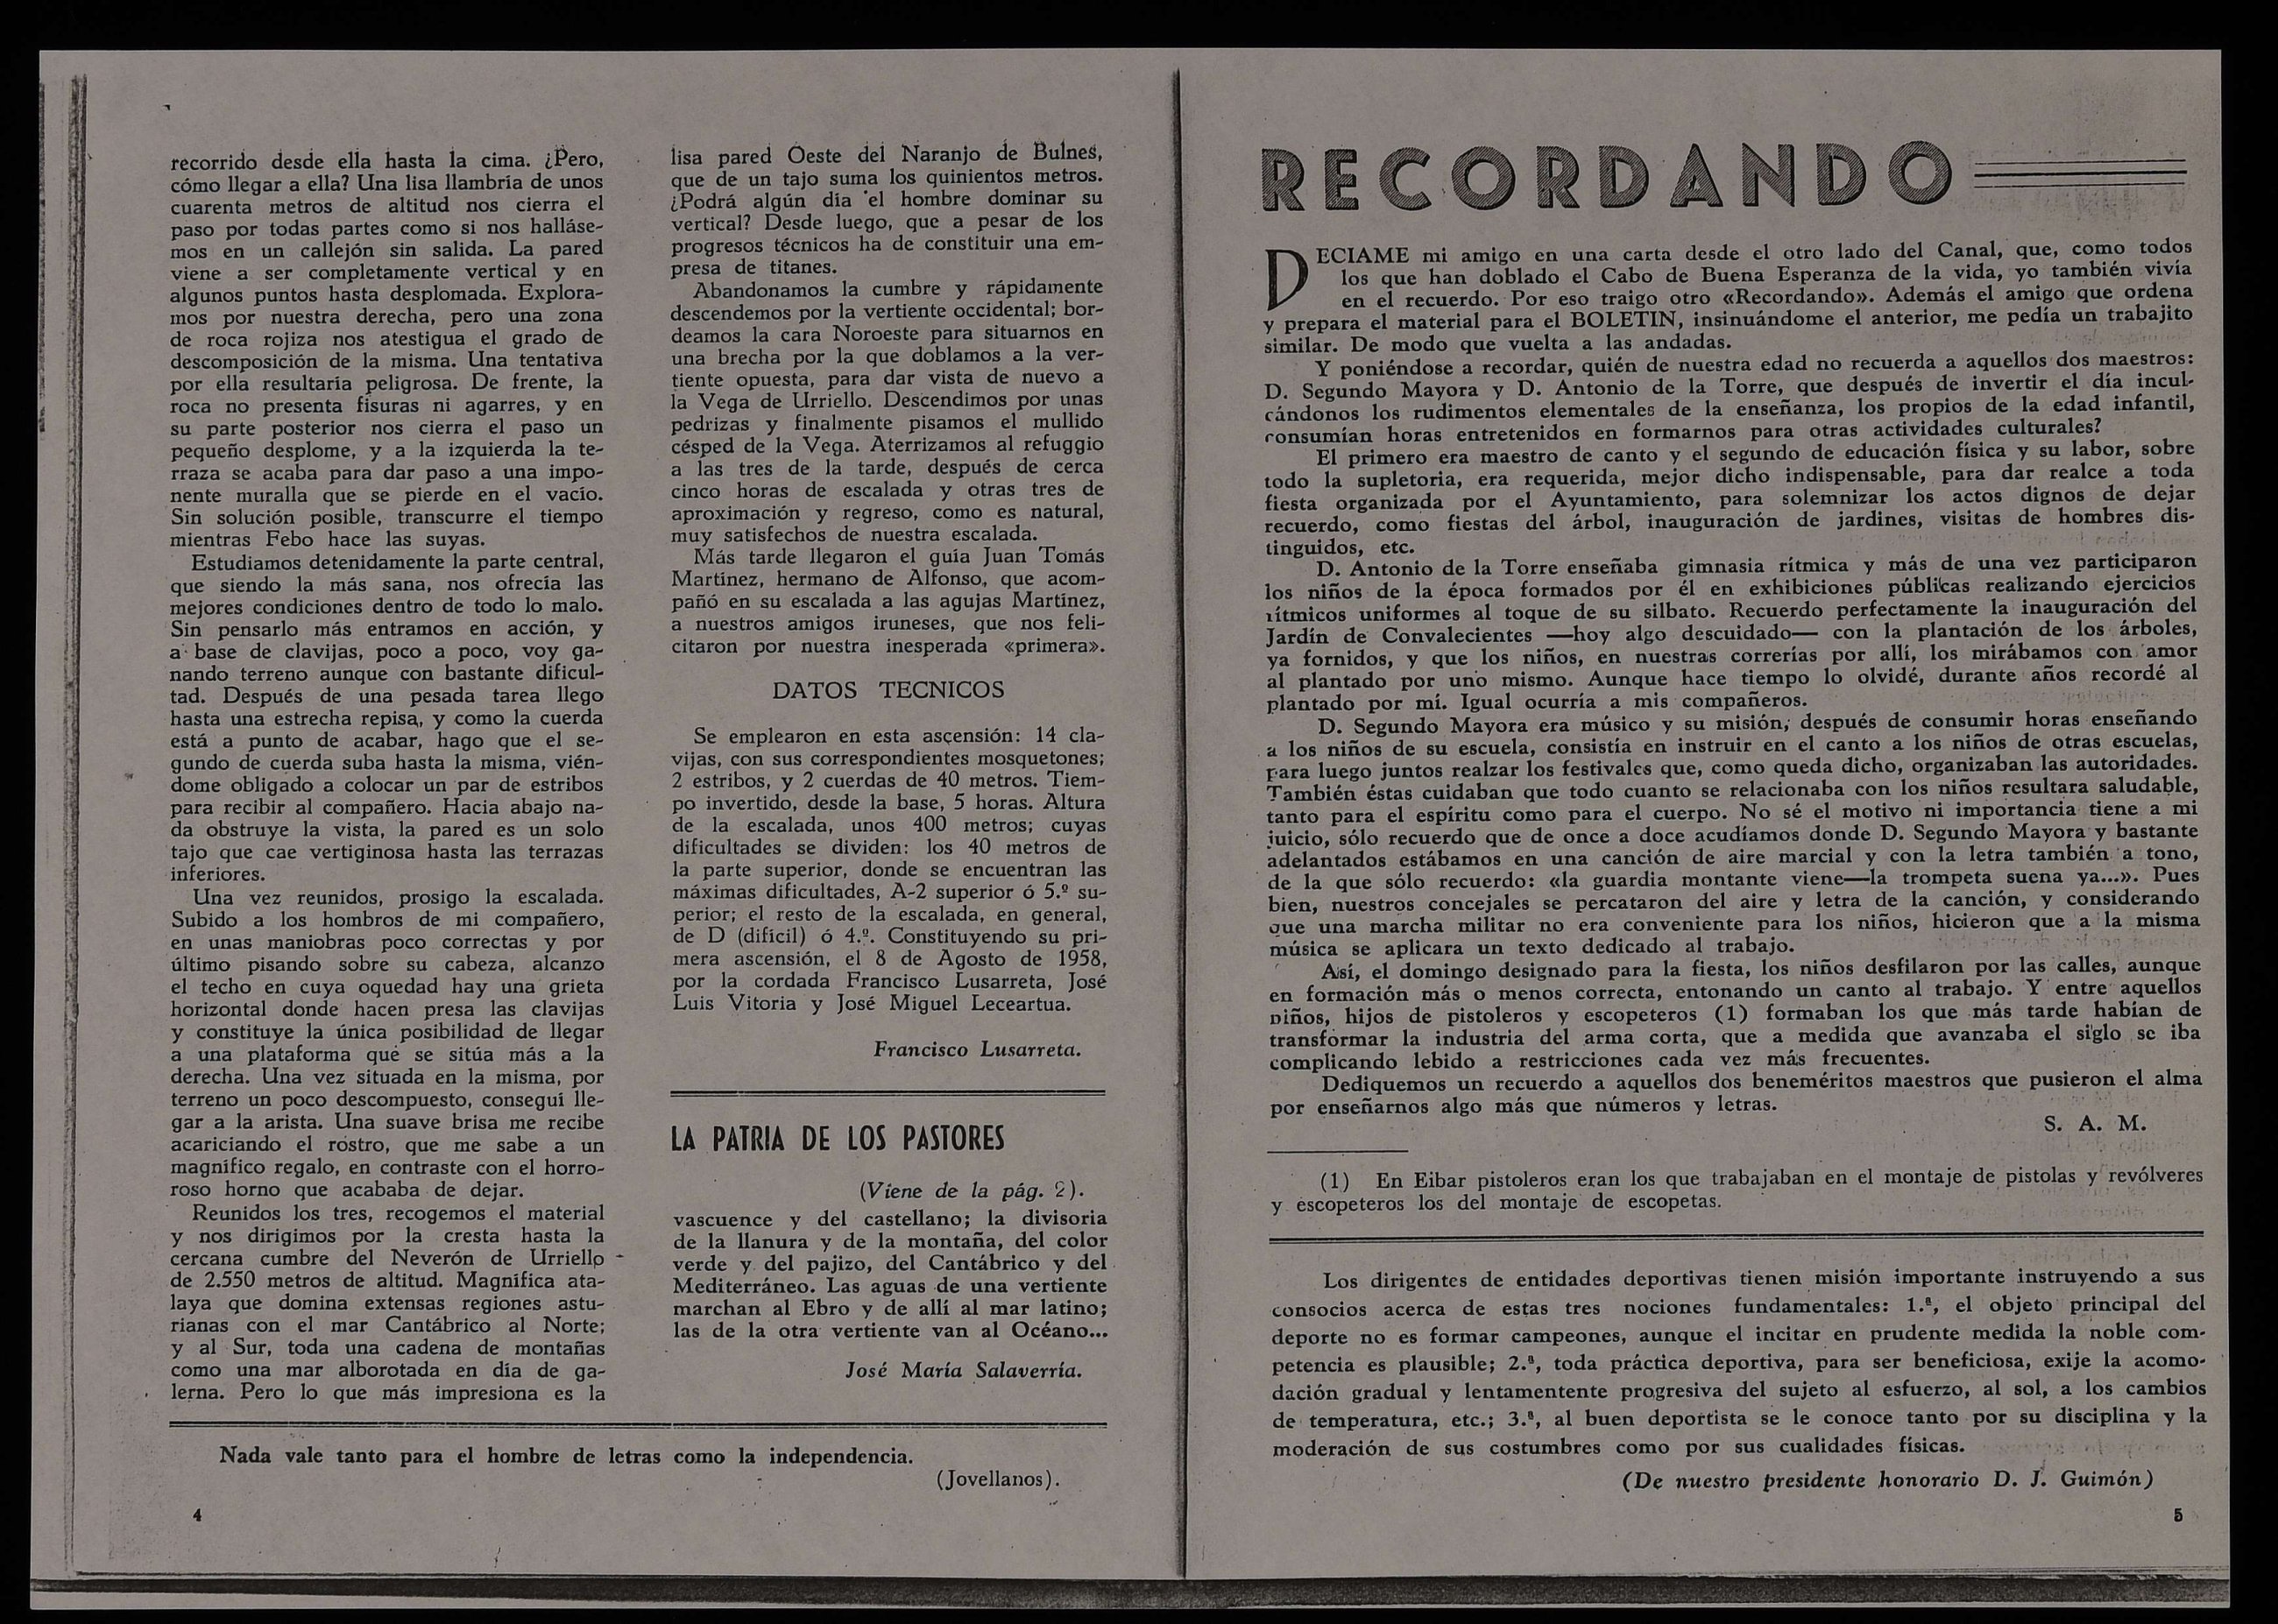 recorrido desde ella hasta la cima. ¿Pero,
cómo llegar a ella? Una lisa llambria de unos
cuarenta metros de altitud nos cierra el
paso por todas partes como si nos halláse-
mos en un callejón sin salida. La pared
viene a ser completamente vertical y en
algunos puntos hasta desplomada. Explora-
mos por nuestra derecha, pero una zona
de roca rojiza nos atestigua el grado de
descomposición de la misma. Una tentativa
por ella resultaria peligrosa. De frente, la
roca no presenta fisuras ni agarres, y en
su parte posterior nos cierra el paso un
pequeño desplome, y a la izquierda la te-
rraza se acaba para dar paso a una impo-
nente muralla que se pierde en el vacío.
Sin solución posible, transcurre el tiempo
mientras Febo hace las suyas.
Estudiamos detenidamente la parte central,
que siendo la más sana, nos ofrecía las
mejores condiciones dentro de todo lo malo.
Sin pensarlo más entramos en acción, y
a base de clavijas, poco a poco, voy ga-
nando terreno aunque con bastante dificul-
tad. Después de una pesada tarea llego
hasta una estrecha repisa, y como la cuerda
está a punto de acabar, hago que el se-
gundo de cuerda suba hasta la misma, vién-
dome obligado a colocar un par de estribos
para recibir al compañero. Hacia abajo na-
da obstruye la vista, la pared es un solo
tajo que cae vertiginosa hasta las terrazas
inferiores.
Una vez reunidos, prosigo la escalada.
Subido a los hombros de mi compañero,
en unas maniobras poco correctas y por
último pisando sobre su cabeza, alcanzo
el techo en cuya oquedad hay una grieta
horizontal donde hacen presa las clavijas
y constituye la única posibilidad de llegar
a una plataforma que se sitúa más a la
derecha. Una vez situada en la misma, por
terreno un poco descompuesto, conseguí lle-
gar a la arista. Una suave brisa me recibe
acariciando el rostro, que me sabe a un
magnífico regalo, en contraste con el horro-
roso horno que acababa de dejar.
Reunidos los tres, recogemos el material
y nos dirigimos por la cresta hasta la
cercana cumbre del Neverón de Urriello -
de 2.550 metros de altitud. Magnífica ata-
laya que domina extensas regiones astu-
rianas con el mar Cantábrico al Norte;
y al Sur, toda una cadena de montañas
como una mar alborotada en día de ga-
lerna. Pero lo que más impresiona es la
lisa pared Oeste del Naranjo de Bulnes,
que de un tajo suma los quinientos metros.
¿Podrá algún día el hombre dominar su
vertical? Desde luego, que a pesar de los
progresos técnicos ha de constituir una em-
presa de titanes.
Abandonamos la cumbre y rápidamente
descendemos por la vertiente occidental; bor-
deamos la cara Noroeste para situarnos en
una brecha por la que doblamos a la ver-
tiente opuesta, para dar vista de nuevo a
la Vega de Urriello. Descendimos por unas
pedrizas y finalmente pisamos el mullido
césped de la Vega. Aterrizamos al refuggio
a las tres de la tarde, después de cerca
cinco horas de escalada y otras tres de
aproximación y regreso, como es natural,
muy satisfechos de nuestra escalada.
Más tarde llegaron el guía Juan Tomás
Martínez, hermano de Alfonso, que acom-
pañó en su escalada a las agujas Martínez,
a nuestros amigos iruneses, que nos feli-
citaron por nuestra inesperada «primera».
DATOS TECNICOS
Se emplearon en esta ascensión: 14 cla-
vijas, con sus correspondientes mosquetones;
2 estribos, y 2 cuerdas de 40 metros. Tiem-
po invertido, desde la base, 5 horas. Altura
de la escalada, unos 400 metros; cuyas
dificultades se dividen: los 40 metros de
la parte superior, donde se encuentran las
máximas dificultades, A-2 superior ó 5.º su-
perior; el resto de la escalada, en general,
de D (difícil) ó 4.º. Constituyendo su pri-
mera ascensión, el 8 de Agosto de 1958,
por la cordada Francisco Lusarreta, José
Luis Vitoria y José Miguel Leceartua.
Francisco Lusarreta.
LA PATRIA DE LOS PASTORES
(Viene de la pág. 2).
vascuence y del castellano; la divisoria
de la llanura y de la montaña, del color
verde y del pajizo, del Cantábrico y del
Mediterráneo. Las aguas de una vertiente
marchan al Ebro y de allí al mar latino;
las de la otra vertiente van al Océano...
José María Salaverría.
Nada vale tanto para el hombre de letras como la independencia.
(Jovellanos).
4
RECORDANDO
DECIAME mi amigo en una carta desde el otro lado del Canal, que, como todos
los que han doblado el Cabo de Buena Esperanza de la vida, yo también vivía
en el recuerdo. Por eso traigo otro «Recordando». Además el amigo que ordena
y prepara el material para el BOLETIN, insinuándome el anterior, me pedía un trabajito
similar. De modo que vuelta a las andadas.
Y poniéndose a recordar, quién de nuestra edad no recuerda a aquellos dos maestros:
D. Segundo Mayora y D. Antonio de la Torre, que después de invertir el día incul-
cándonos los rudimentos elementales de la enseñanza, los propios de la edad infantil,
consumían horas entretenidos en formarnos para otras actividades culturales?
El primero era maestro de canto y el segundo de educación física y su labor, sobre
todo la supletoria, era requerida, mejor dicho indispensable, para dar realce a toda
fiesta organizada por el Ayuntamiento, para solemnizar los actos dignos de dejar
recuerdo, como fiestas del árbol, inauguración de jardines, visitas de hombres dis-
tinguidos, etc.
D. Antonio de la Torre enseñaba gimnasia rítmica y más de una vez participaron
los niños de la época formados por él en exhibiciones públicas realizando ejercicios
rítmicos uniformes al toque de su silbato. Recuerdo perfectamente la inauguración del
Jardín de Convalecientes —hoy algo descuidado— con la plantación de los árboles,
ya fornidos, y que los niños, en nuestras correrías por allí, los mirábamos con amor
al plantado por uno mismo. Aunque hace tiempo lo olvidé, durante años recordé al
plantado por mí. Igual ocurría a mis compañeros.
D. Segundo Mayora era músico y su misión, después de consumir horas enseñando
a los niños de su escuela, consistía en instruir en el canto a los niños de otras escuelas,
para luego juntos realzar los festivales que, como queda dicho, organizaban las autoridades.
También éstas cuidaban que todo cuanto se relacionaba con los niños resultara saludable,
tanto para el espíritu como para el cuerpo. No sé el motivo ni importancia tiene a mi
juicio, sólo recuerdo que de once a doce acudíamos donde D. Segundo Mayora y bastante
adelantados estábamos en una canción de aire marcial y con la letra también a tono,
de la que sólo recuerdo: «la guardia montante viene—la trompeta suena ya...». Pues
bien, nuestros concejales se percataron del aire y letra de la canción, y considerando
que una marcha militar no era conveniente para los niños, hicieron que a la misma
música se aplicara un texto dedicado al trabajo.
Así, el domingo designado para la fiesta, los niños desfilaron por las calles, aunque
en formación más o menos correcta, entonando un canto al trabajo. Y entre aquellos
niños, hijos de pistoleros y escopeteros (1) formaban los que más tarde habían de
transformar la industria del arma corta, que a medida que avanzaba el siglo se iba
complicando lebido a restricciones cada vez más frecuentes.
Dediquemos un recuerdo a aquellos dos beneméritos maestros que pusieron el alma
por enseñarnos algo más que números y letras.
S. A. M.
(1) En Eibar pistoleros eran los que trabajaban en el montaje de pistolas y revólveres
y escopeteros los del montaje de escopetas.
Los dirigentes de entidades deportivas tienen misión importante instruyendo a sus
consocios acerca de estas tres nociones fundamentales: 1.ª, el objeto principal del
deporte no es formar campeones, aunque el incitar en prudente medida la noble com-
petencia es plausible; 2.ª, toda práctica deportiva, para ser beneficiosa, exije la acomo-
dación gradual y lentamentente progresiva del sujeto al esfuerzo, al sol, a los cambios
de temperatura, etc.; 3.ª, al buen deportista se le conoce tanto por su disciplina y la
moderación de sus costumbres como por sus cualidades físicas.
(De nuestro presidente honorario D. J. Guimón)
5